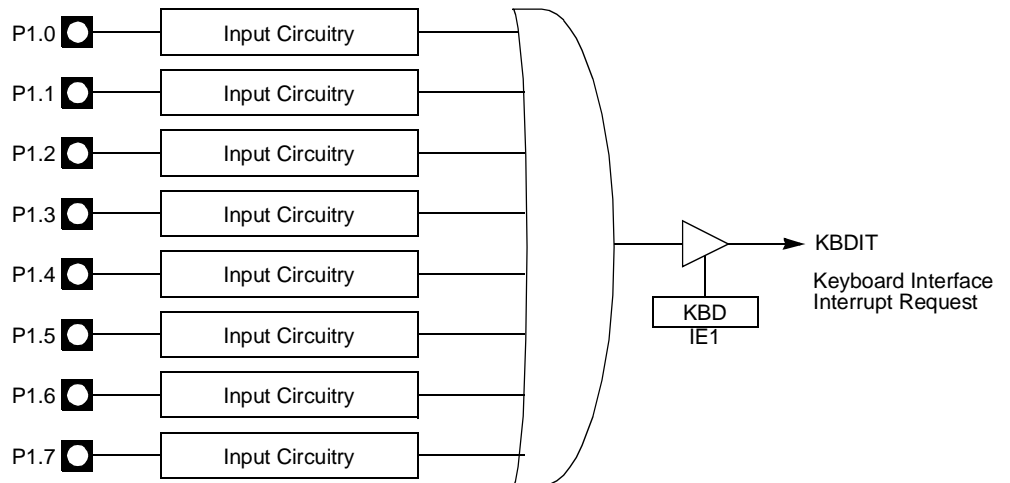 P1.0 Input Circuitry
P1.1 Input Circuitry
P1.2 Input Circuitry
P1.3 Input Circuitry
P1.4 Input Circuitry
P1.5 Input Circuitry
P1.6 Input Circuitry
P1.7 Input Circuitry
KBDIT
Keyboard Interface
Interrupt Request
KBD
IE1